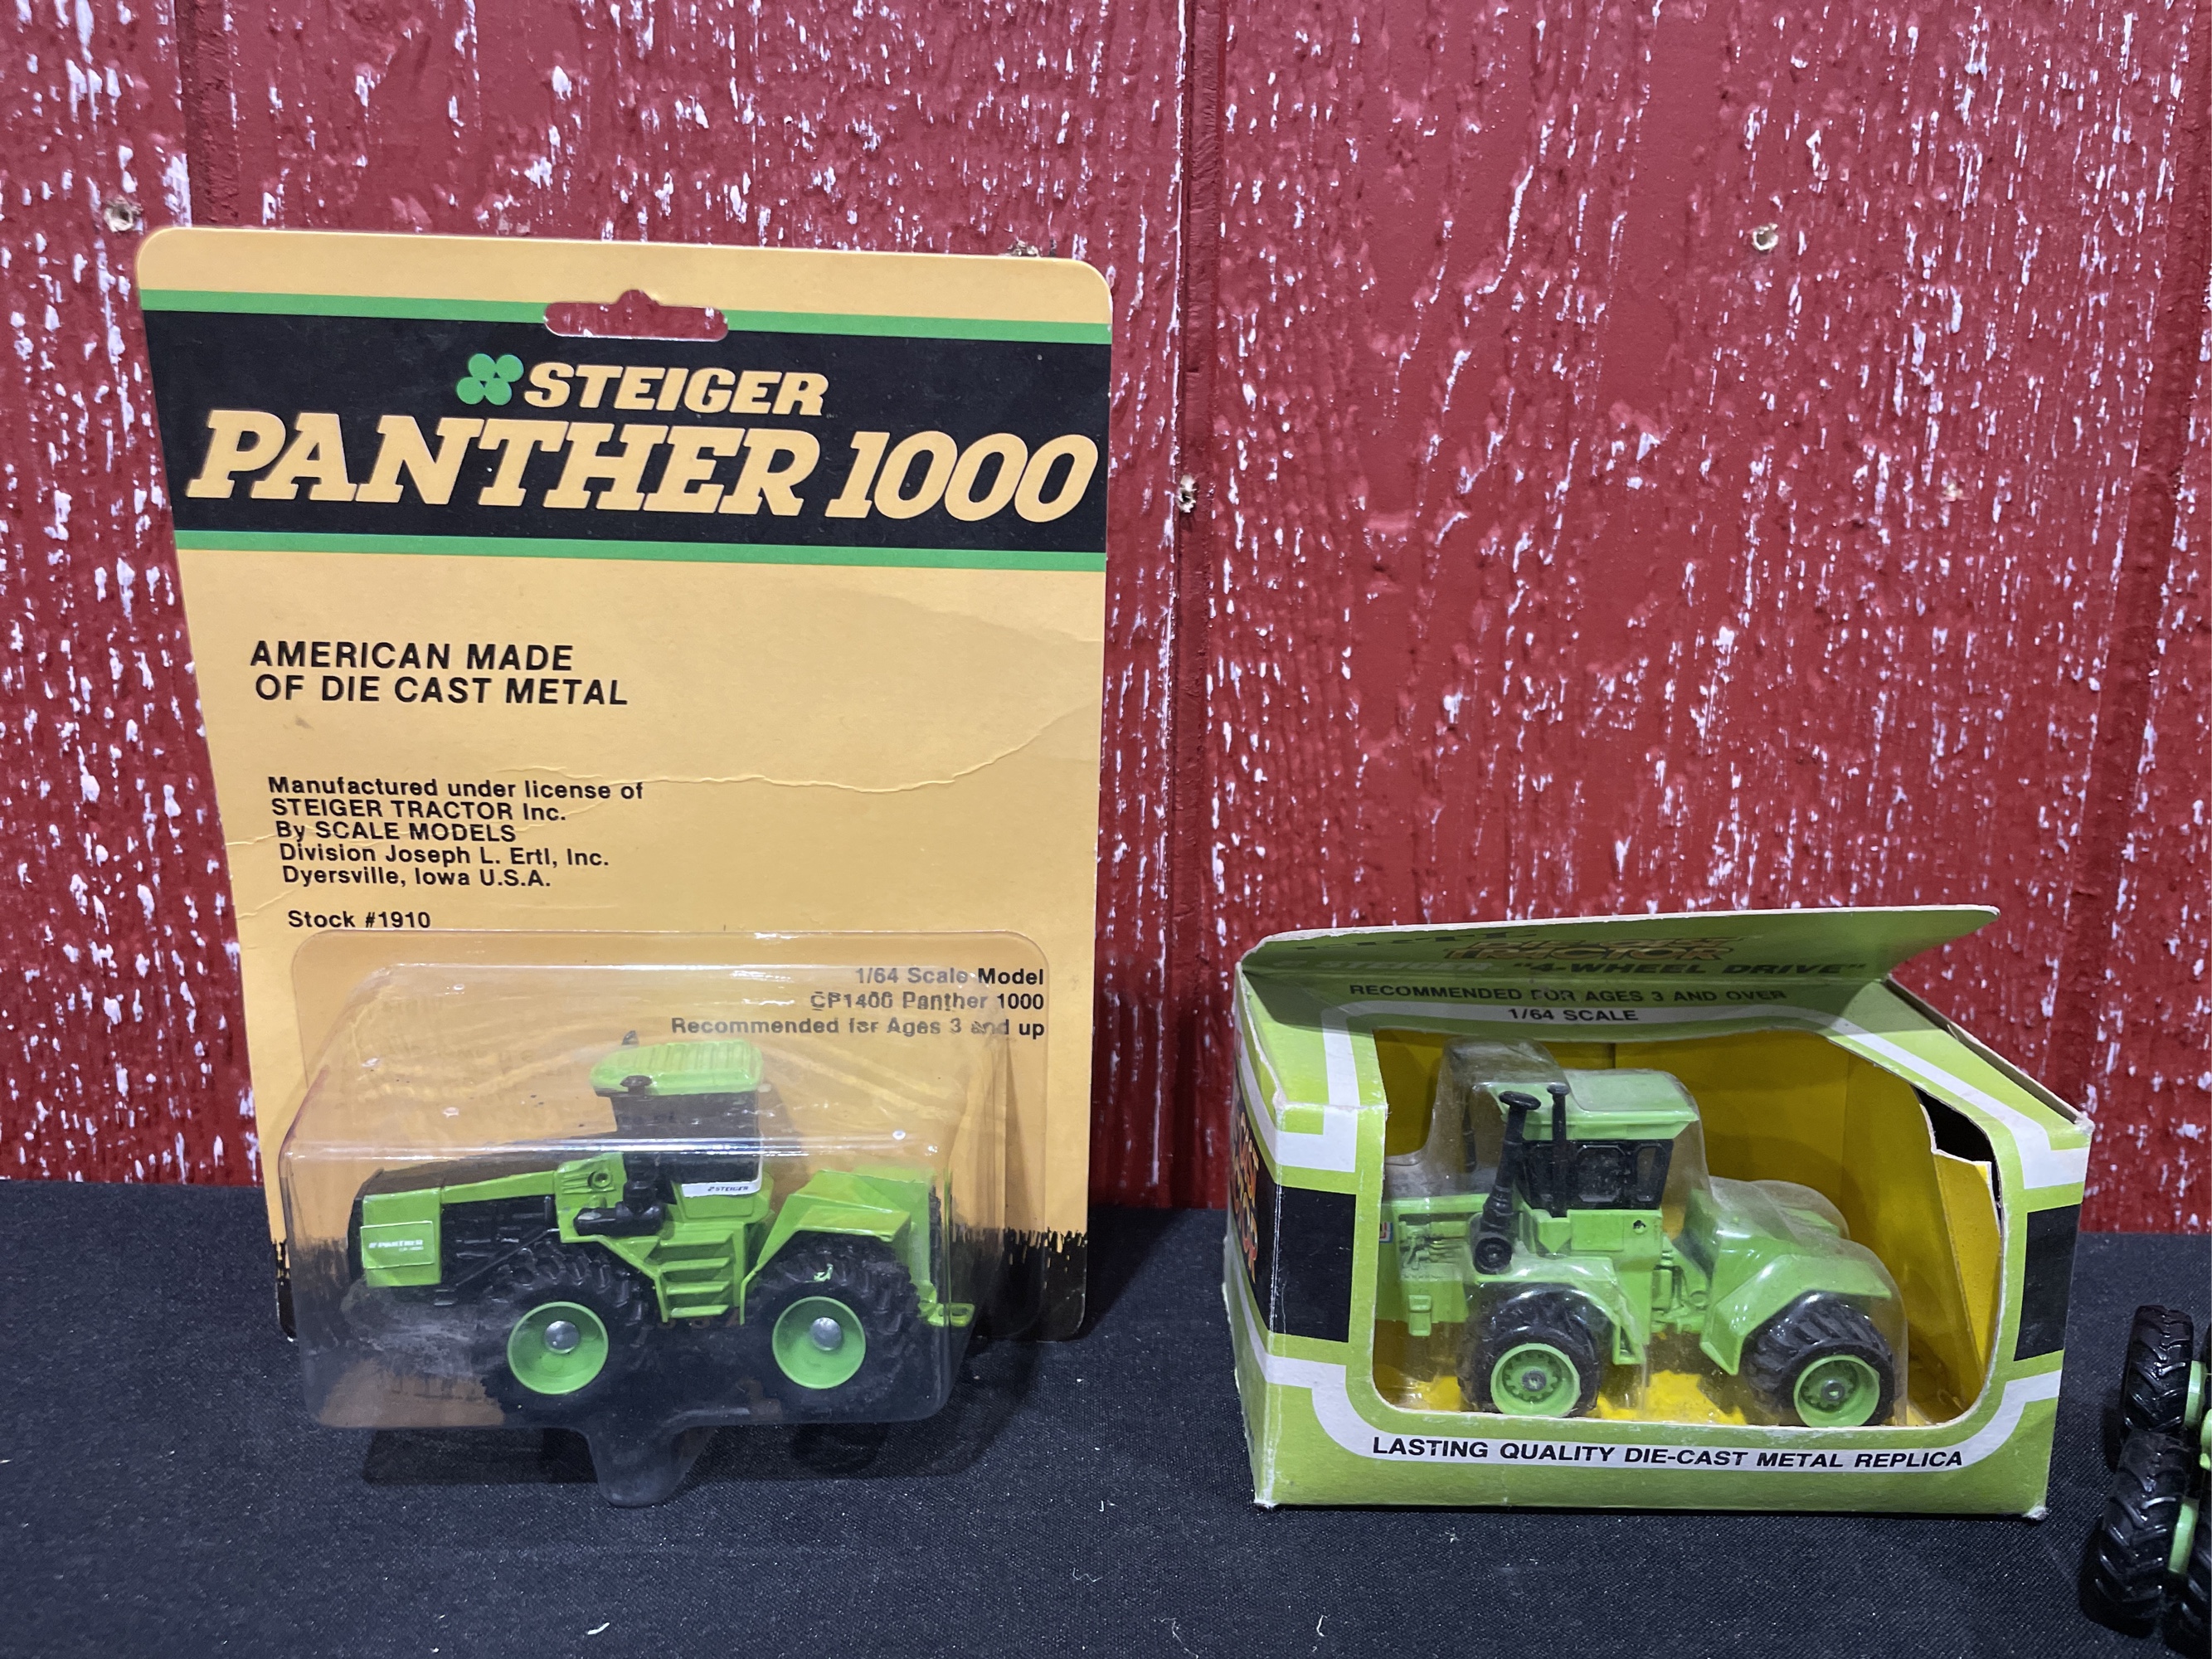 STEIGER
PANTHER 1000
AMERICAN MADE
OF DIE CAST METAL
Manufactured under license of
STEIGER TRACTOR Inc.
By SCALE MODELS
Division Joseph L. Ertl, Inc.
Dyersville, Iowa U.S.A.
Stock #1910
1/64 Scale Model
CP1400 Panther 1000
Recommended for Ages 3 and up
STEIGER
PANTHER
TRACTOR
"4-WHEEL DRIVE"
RECOMMENDED FOR AGES 3 AND OVER
1/64 SCALE
LASTING QUALITY DIE-CAST METAL REPLICA